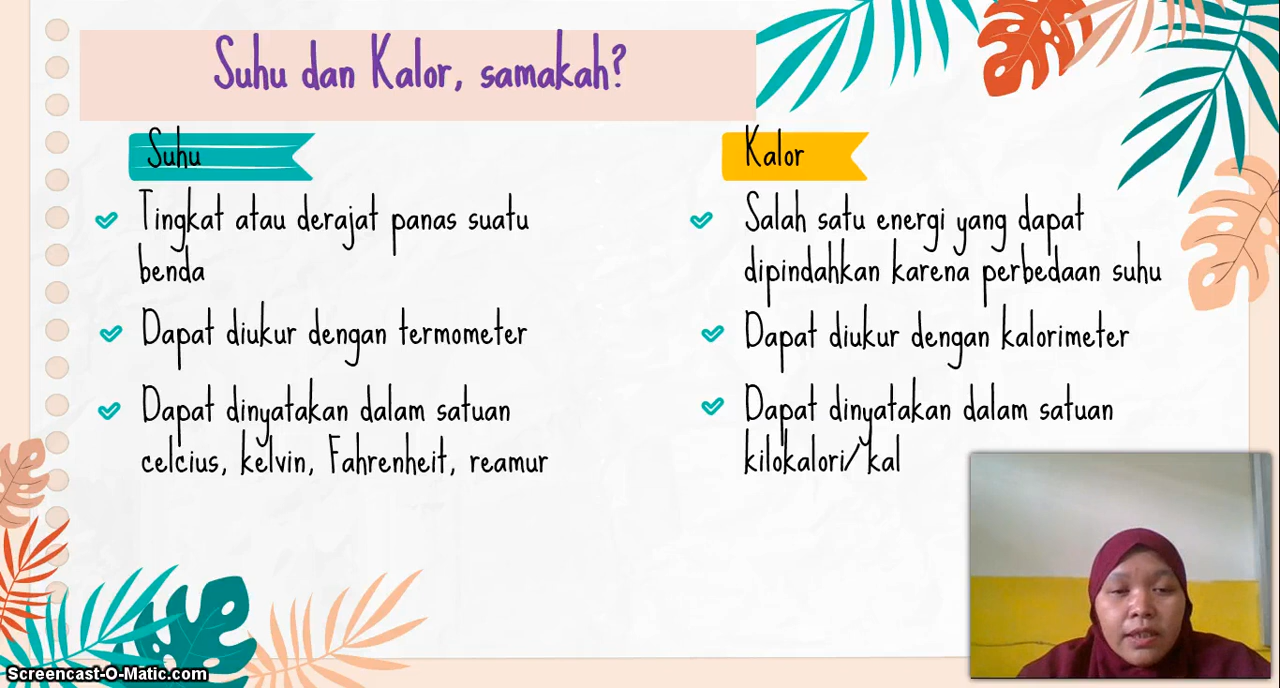 Suhu dan Kalor, samakah?
Suhu
Tingkat atau derajat panas suatu
benda
Dapat diukur dengan termometer
Dapat dinyatakan dalam satuan
celcius, kelvin, Fahrenheit, reamur
Kalor
Salah satu energi yang dapat
dipindahkan karena perbedaan suhu
Dapat diukur dengan kalorimeter
Dapat dinyatakan dalam satuan
kilokalori/kal
Screencast-O-Matic.com